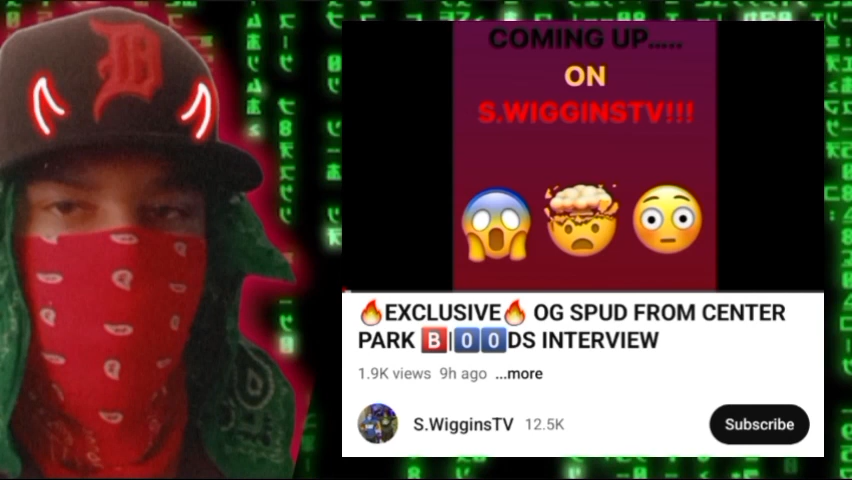 COMING UP.....
ON
S.WIGGINSTV!!!
🔥EXCLUSIVE🔥 OG SPUD FROM CENTER
PARK 🅱️|0️⃣0️⃣DS INTERVIEW
1.9K views 9h ago ...more
S.WigginsTV 12.5K
Subscribe